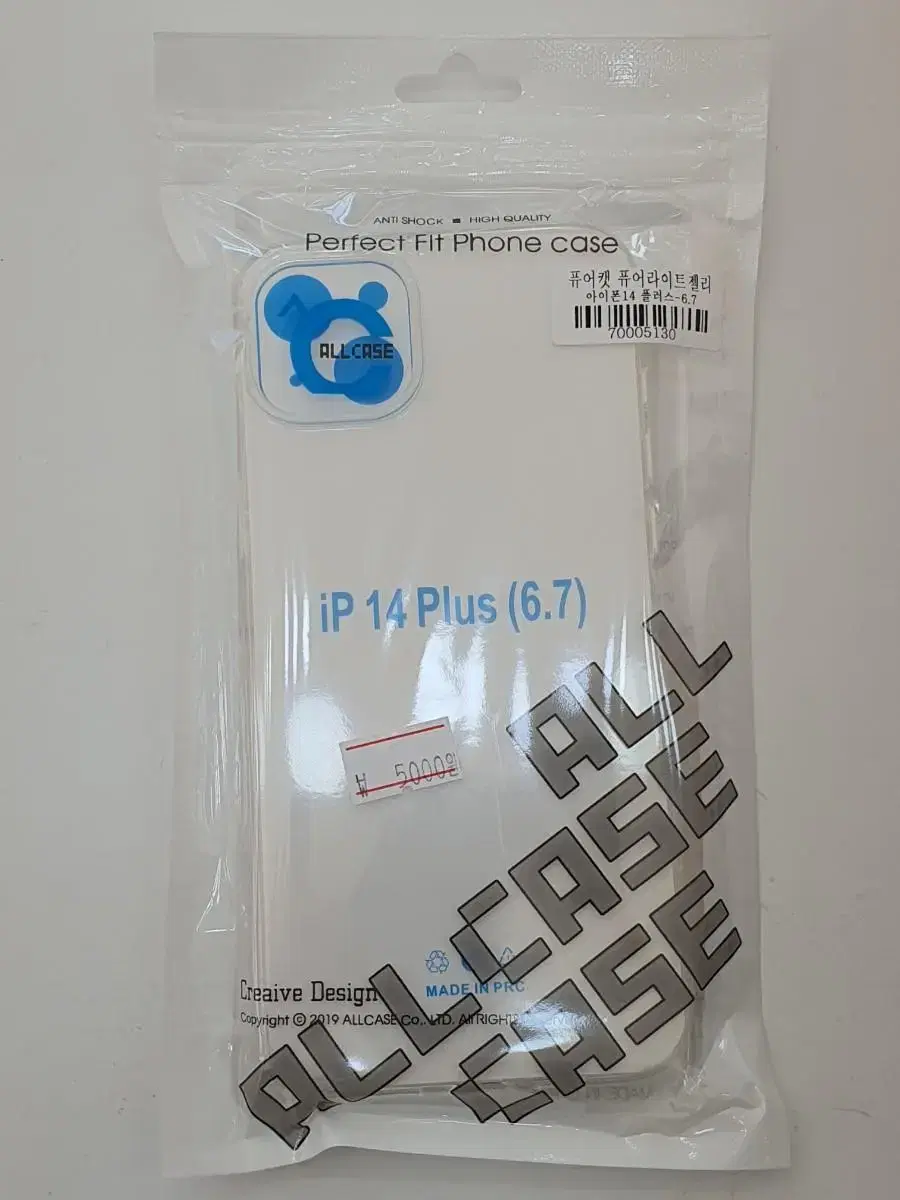 ANTI SHOCK ■ HIGH QUALITY
Perfect Fit Phone case
퓨어캣 퓨어라이트젤리
아이폰14 플러스-6.7
70005130
ALLCASE
iP 14 Plus (6.7)
₩ 5000원
ALL
ALL CASE
CASE
MADE IN PRC
Creaive Design
Copyright © 2019 ALLCASE Co,. LTD. All RIGHTS